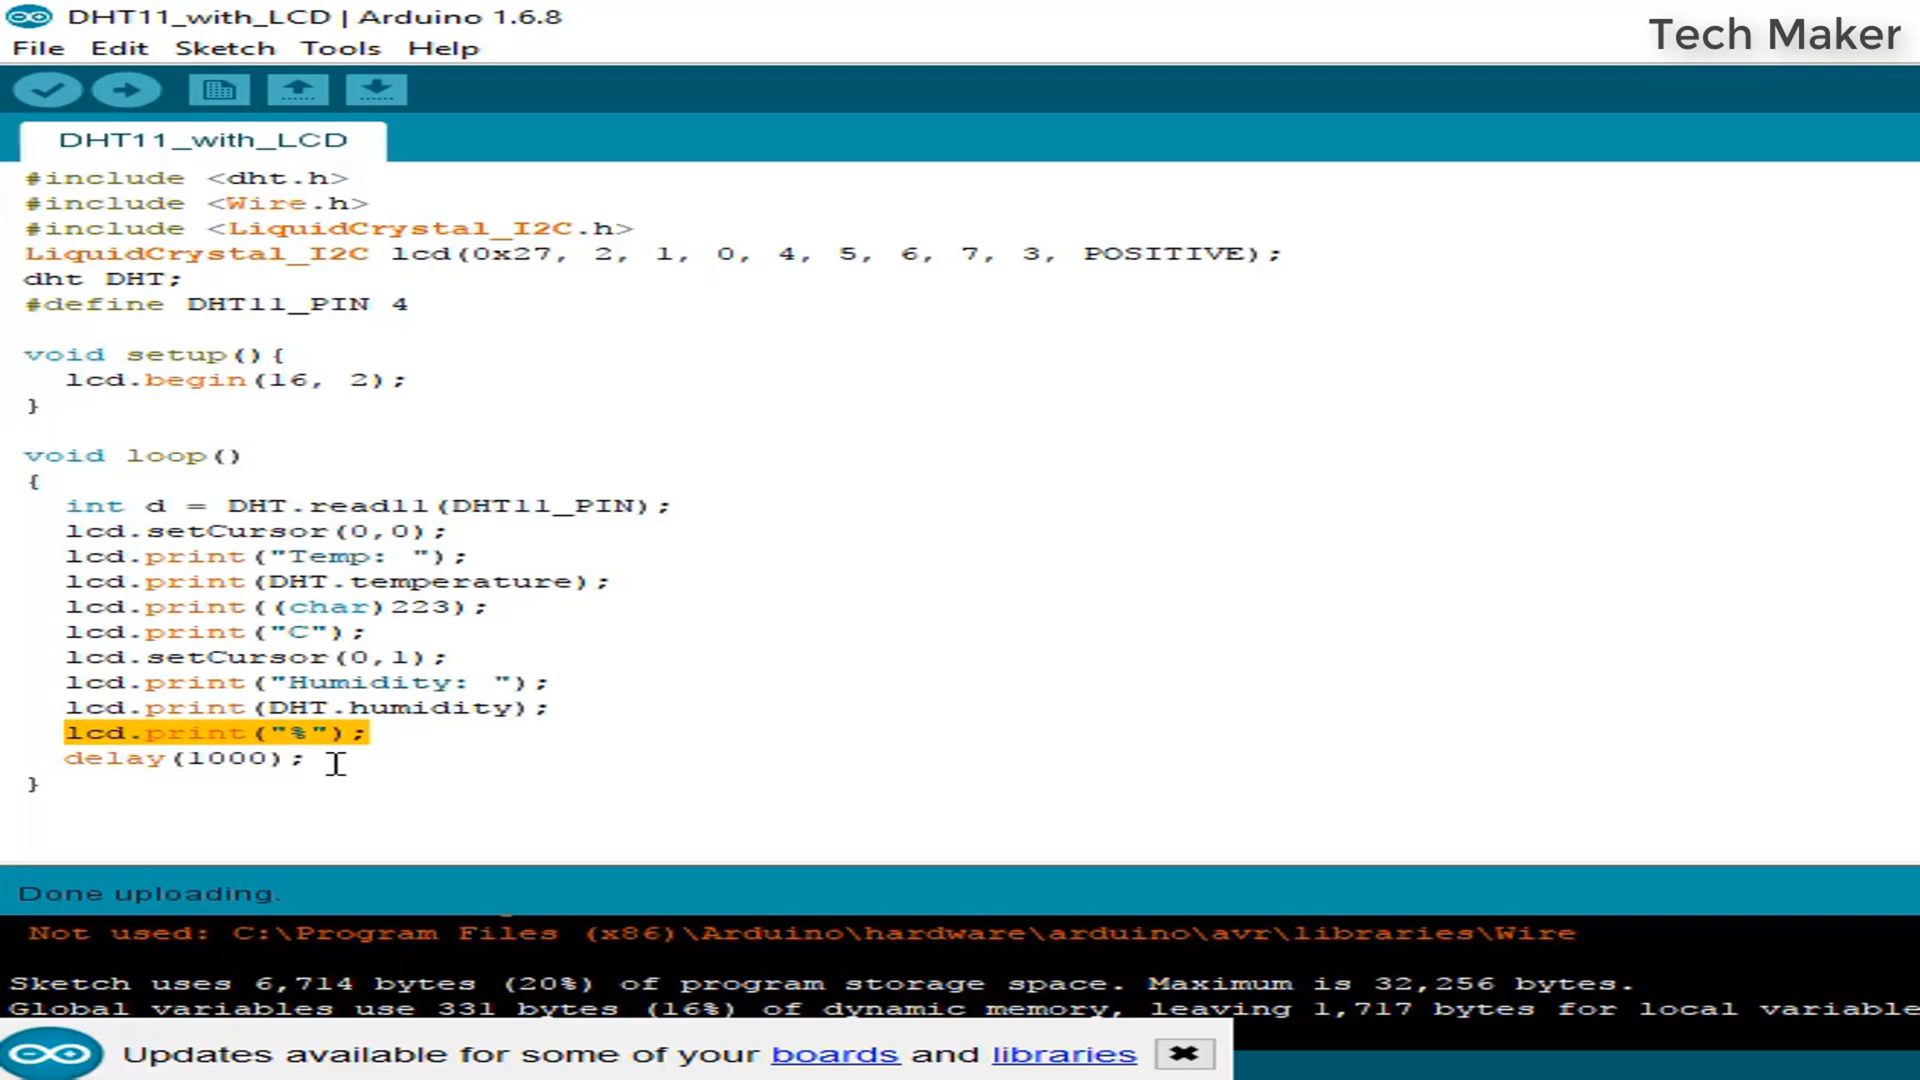 DHT11_with_LCD | Arduino 1.6.8
Tech Maker
File Edit Sketch Tools Help
DHT11_with_LCD
#include <dht.h>
#include <Wire.h>
#include <LiquidCrystal_I2C.h>
LiquidCrystal_I2C lcd(0x27, 2, 1, 0, 4, 5, 6, 7, 3, POSITIVE);
dht DHT;
#define DHT11_PIN 4
void setup(){
lcd.begin(16, 2);
}
void loop()
{
int d = DHT.read11(DHT11_PIN);
lcd.setCursor(0,0);
lcd.print("Temp: ");
lcd.print(DHT.temperature);
lcd.print((char)223);
lcd.print("C");
lcd.setCursor(0,1);
lcd.print("Humidity: ");
lcd.print(DHT.humidity);
lcd.print("%");
delay(1000);
}
Done uploading.
Not used: C:\Program Files (x86)\Arduino\hardware\arduino\avr\libraries\Wire
Sketch uses 6,714 bytes (20%) of program storage space. Maximum is 32,256 bytes.
Global variables use 331 bytes (16%) of dynamic memory, leaving 1,717 bytes for local variable
Updates available for some of your boards and libraries